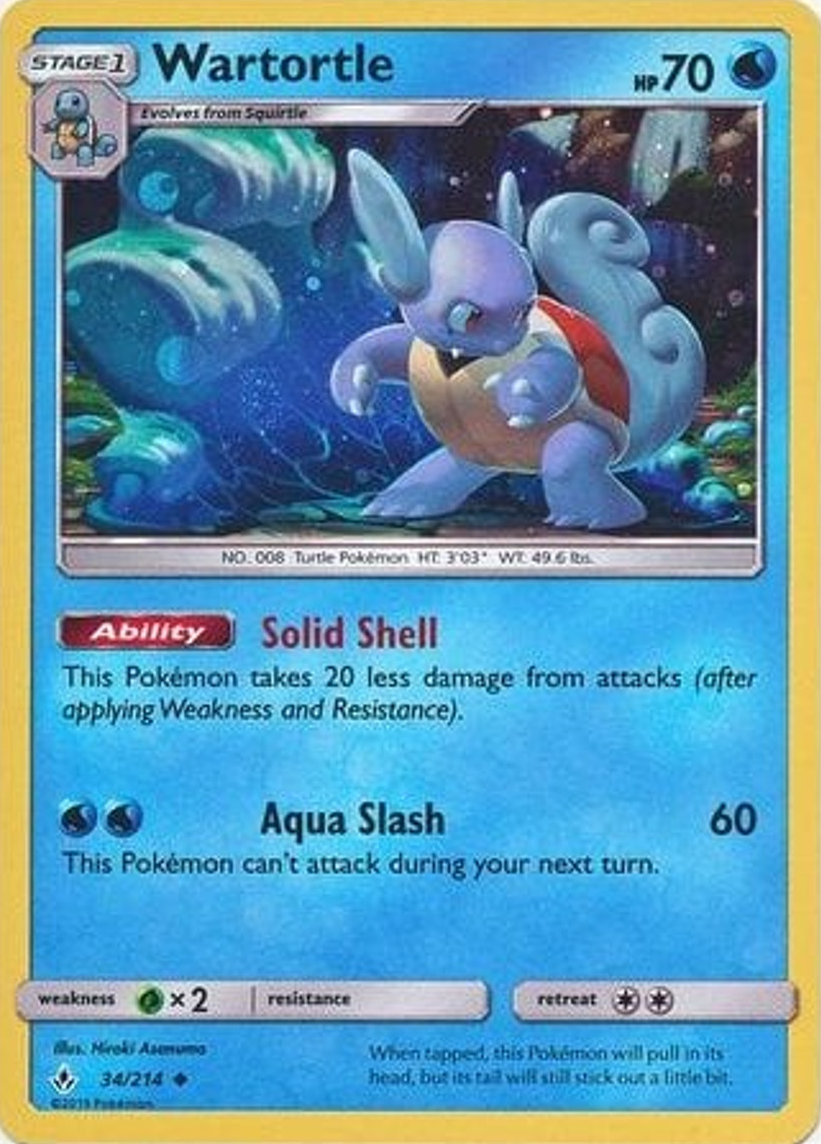 STAGE1
Wartortle
HP70
Evolves from Squirtle
NO. 008 Turtle Pokémon HT: 3'03" WT: 49.6 lbs.
Ability Solid Shell
This Pokémon takes 20 less damage from attacks (after
applying Weakness and Resistance).
Aqua Slash 60
This Pokémon can't attack during your next turn.
weakness ×2 resistance retreat
Illus. Hiroki Asanuma
34/214
©2019 Pokémon
When tapped, this Pokémon will pull in its
head, but its tail will still stick out a little bit.